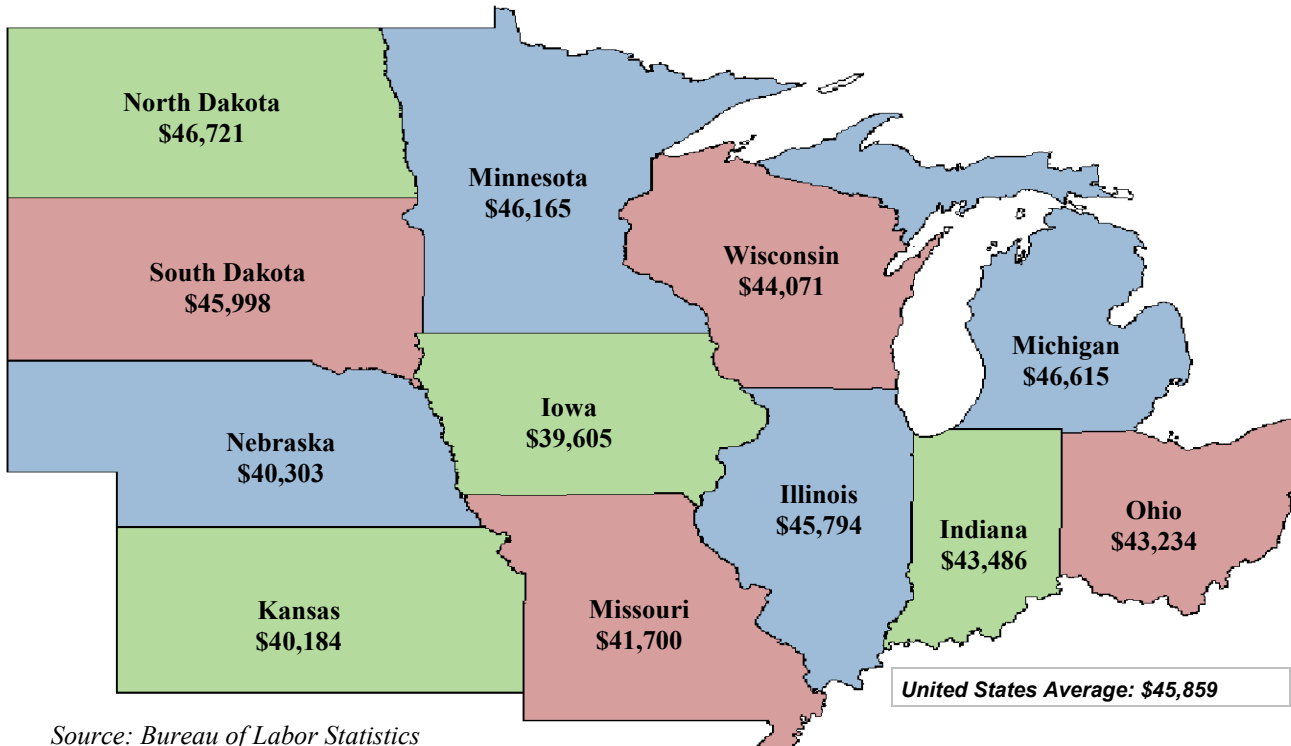 North Dakota
$46,721
Minnesota
$46,165
South Dakota
$45,998
Wisconsin
$44,071
Michigan
$46,615
Iowa
$39,605
Nebraska
$40,303
Illinois
$45,794
Indiana
$43,486
Ohio
$43,234
Kansas
$40,184
Missouri
$41,700
United States Average: $45,859
Source: Bureau of Labor Statistics